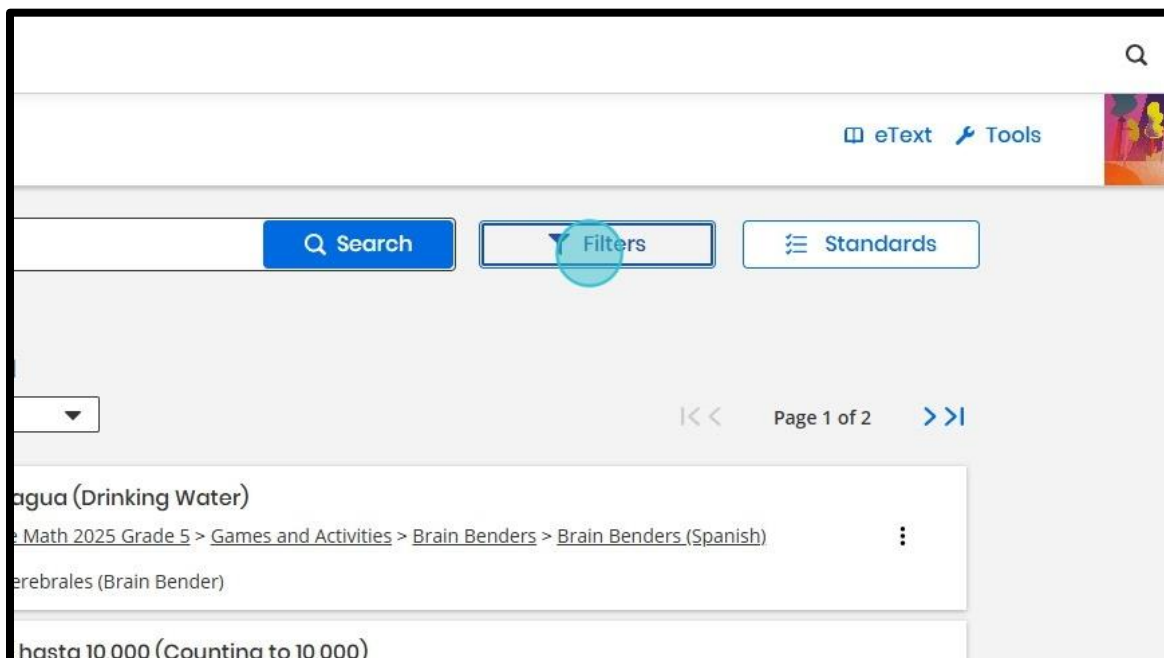 eText Tools
Search Filters Standards
Page 1 of 2
agua (Drinking Water)
Math 2025 Grade 5 > Games and Activities > Brain Benders > Brain Benders (Spanish)
erebrales (Brain Bender)
hasta 10 000 (Counting to 10 000)